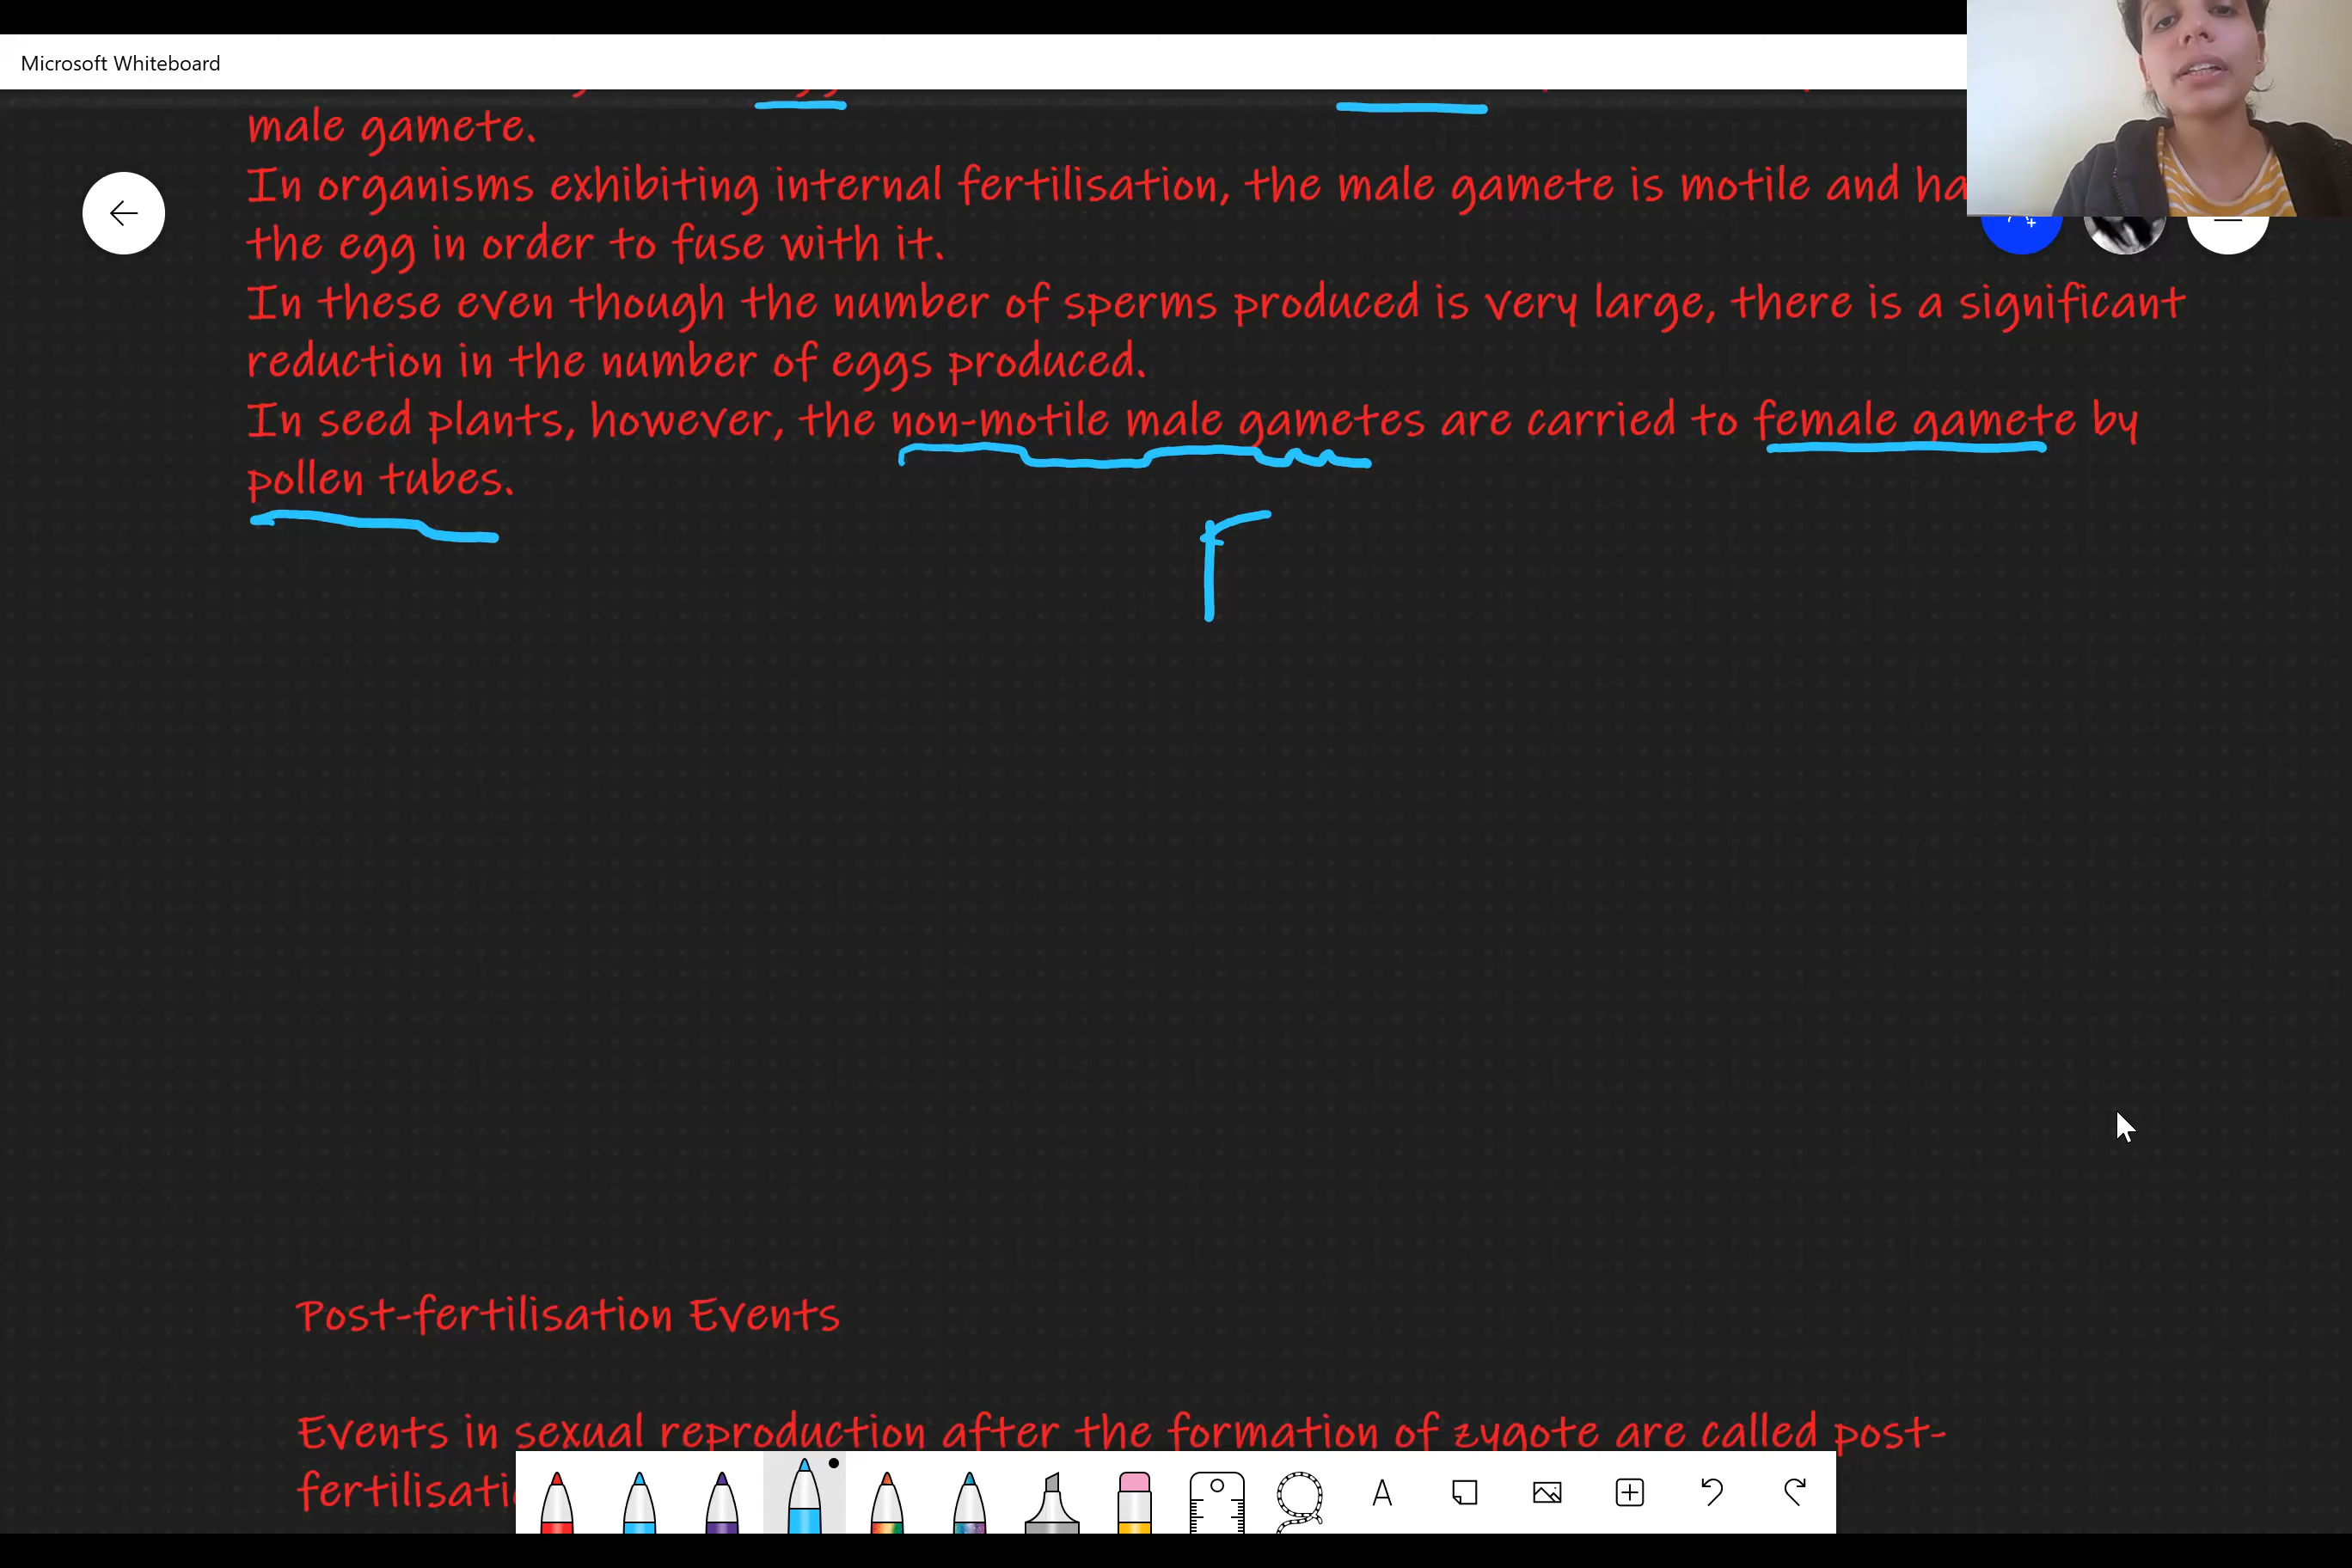 Microsoft Whiteboard
male gamete.
In organisms exhibiting internal fertilisation, the male gamete is motile and ha
the egg in order to fuse with it.
In these even though the number of sperms produced is very large, there is a significant
reduction in the number of eggs produced.
In seed plants, however, the non-motile male gametes are carried to female gamete by
pollen tubes.
Post-fertilisation Events
Events in sexual reproduction after the formation of zygote are called post-
fertilisati